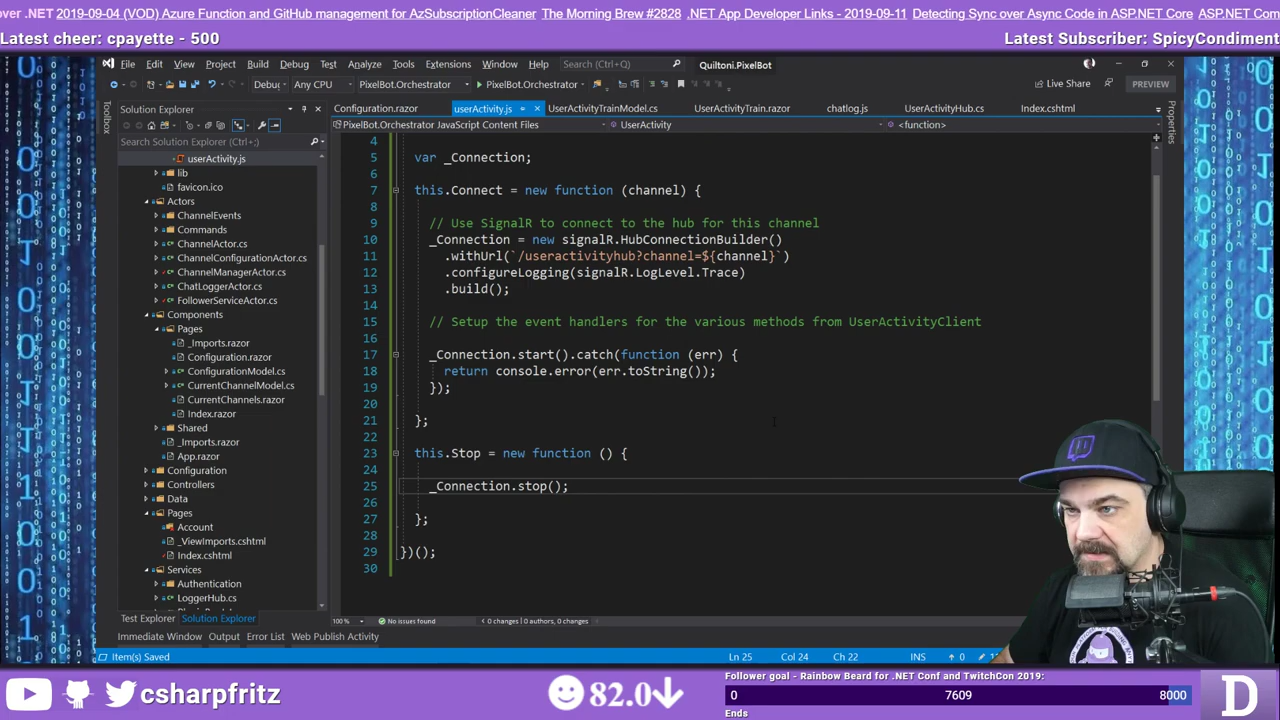 over .NET 2019-09-04 (VOD) Azure Function and GitHub management for AzSubscriptionCleaner The Morning Brew #2828 .NET App Developer Links - 2019-09-11 Detecting Sync over Async Code in ASP.NET Core ASP.NET Con
Latest cheer: cpayette - 500
Latest Subscriber: SpicyCondiment
File Edit View Project Build Debug Test Analyze Tools Extensions Window Help Search (Ctrl+;) Quiltoni.PixelBot
Debug Any CPU PixelBot.Orchestrator PixelBot.Orchestrator Live Share PREVIEW
Toolbox
Solution Explorer
Search Solution Explorer (Ctrl+;)
userActivity.js
lib
favicon.ico
Actors
ChannelEvents
Commands
ChannelActor.cs
ChannelConfigurationActor.cs
ChannelManagerActor.cs
ChatLoggerActor.cs
FollowerServiceActor.cs
Components
Pages
_Imports.razor
Configuration.razor
ConfigurationModel.cs
CurrentChannelModel.cs
CurrentChannels.razor
Index.razor
Shared
_Imports.razor
App.razor
Configuration
Controllers
Data
Pages
Account
_ViewImports.cshtml
Index.cshtml
Services
Authentication
LoggerHub.cs
Test Explorer Solution Explorer
Configuration.razor userActivity.js UserActivityTrainModel.cs UserActivityTrain.razor chatlog.js UserActivityHub.cs Index.cshtml
Properties
PixelBot.Orchestrator JavaScript Content Files UserActivity <function>
4
5 var _Connection;
6
7 this.Connect = new function (channel) {
8
9 // Use SignalR to connect to the hub for this channel
10 _Connection = new signalR.HubConnectionBuilder()
11 .withUrl(`/useractivityhub?channel=${channel}`)
12 .configureLogging(signalR.LogLevel.Trace)
13 .build();
14
15 // Setup the event handlers for the various methods from UserActivityClient
16
17 _Connection.start().catch(function (err) {
18 return console.error(err.toString());
19 });
20
21 };
22
23 this.Stop = new function () {
24
25 _Connection.stop();
26
27 };
28
29 })();
30
100 % No issues found 0 changes | 0 authors, 0 changes
Immediate Window Output Error List Web Publish Activity
Item(s) Saved Ln 25 Col 24 Ch 22 INS 0
csharpfritz
82.0
Follower goal - Rainbow Beard for .NET Conf and TwitchCon 2019:
0 7609 8000
Ends